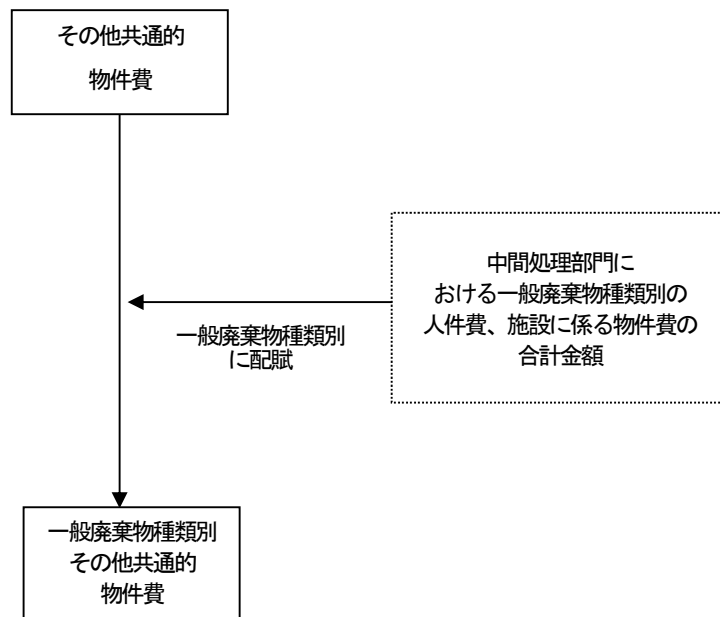 その他共通的
物件費
中間処理部門に
おける一般廃棄物種類別の
人件費、施設に係る物件費の
合計金額
一般廃棄物種類別
に配賦
一般廃棄物種類別
その他共通的
物件費